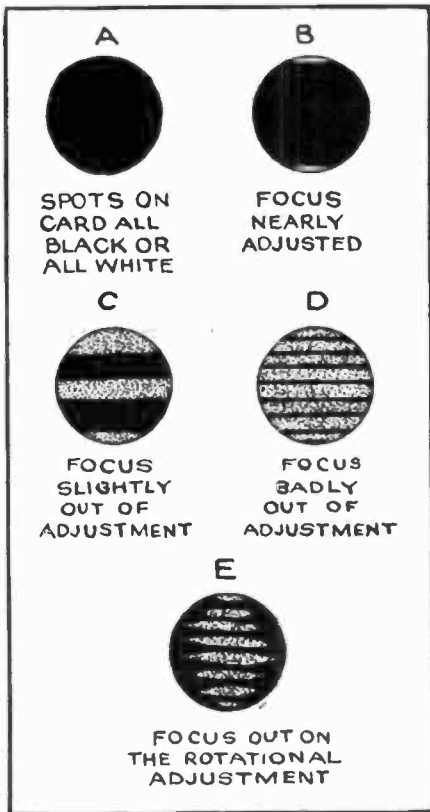 A
B
SPOTS ON
CARD ALL
BLACK OR
ALL WHITE
FOCUS
NEARLY
ADJUSTED
C
D
FOCUS
SLIGHTLY
OUT OF
ADJUSTMENT
FOCUS
BADLY
OUT OF
ADJUSTMENT
E
FOCUS OUT ON
THE ROTATIONAL
ADJUSTMENT